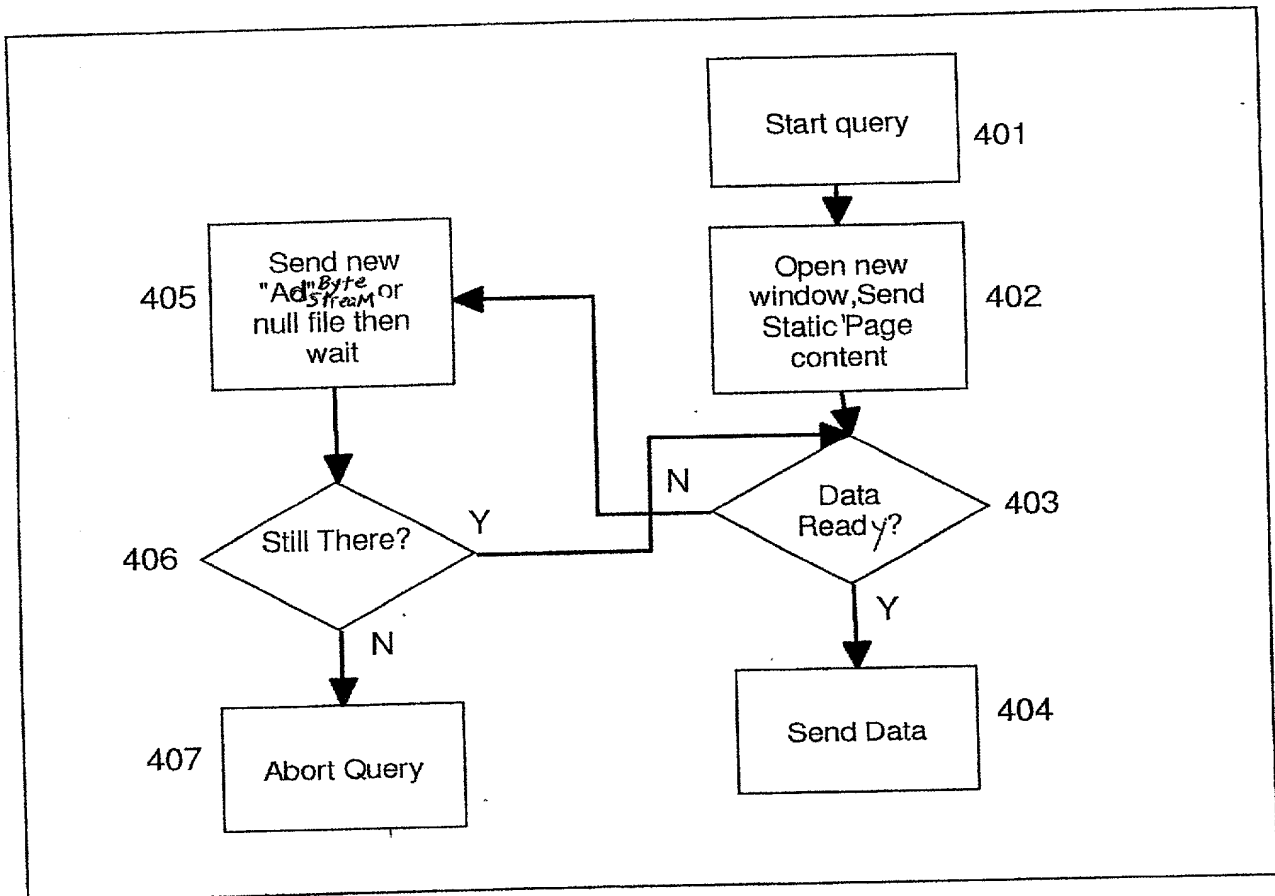 Start query
401
Open new
window,Send
Static'Page
content
402
Send new
"Ad" Byte Stream or
null file then
wait
405
Data
Ready?
403
N
Y
Still There?
406
Y
N
Send Data
404
Abort Query
407